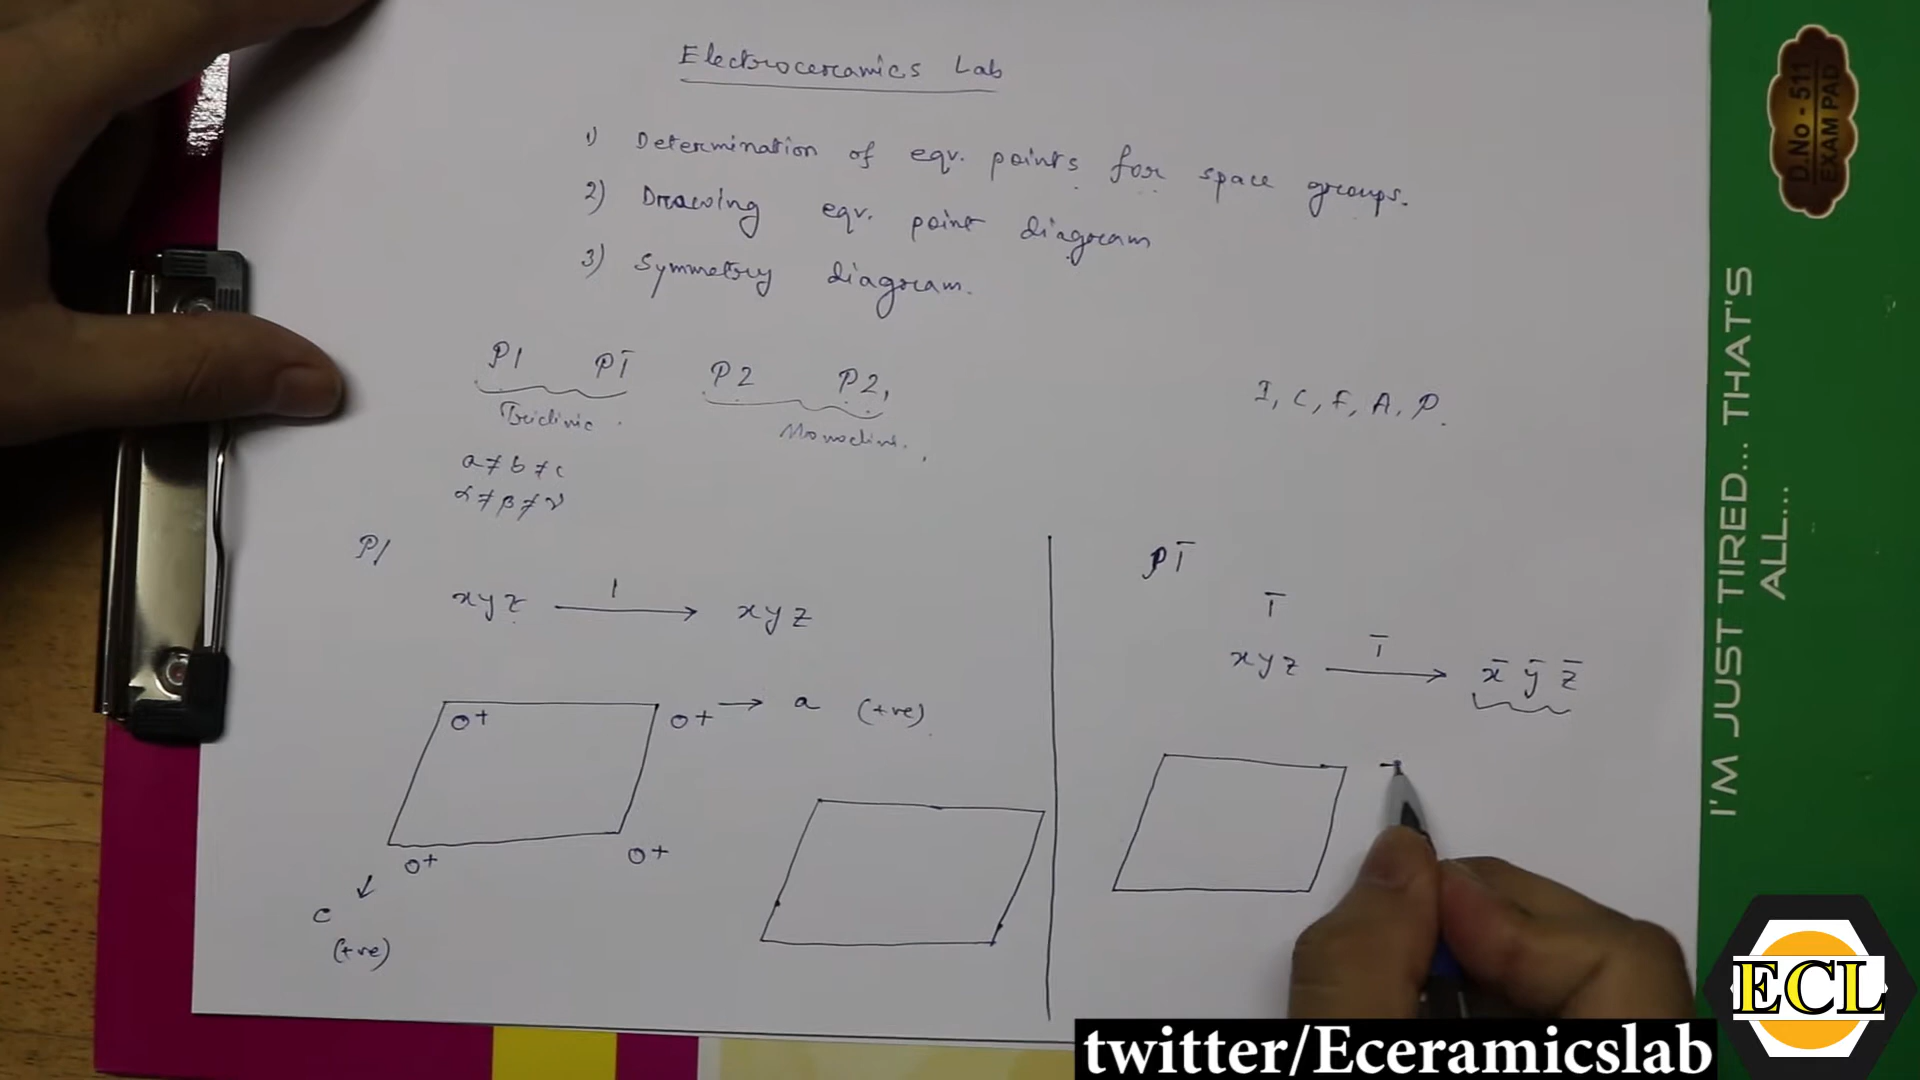 Electroceramics Lab
1) Determination of eqv. points for space groups.
2) Drawing eqv. point diagram
3) Symmetry diagram.
P1 P1̅ P2 P2₁
Triclinic. Monoclini.
I, C, F, A, P.
a ≠ b ≠ c
α ≠ β ≠ γ
P1
xyz 1 → xyz
O+ O+ → a (+ve)
O+ O+
c
(+ve)
P1̅
1̅
xyz 1̅ → x̅ y̅ z̅
D.No - 511
EXAM PAD
I'M JUST TIRED... THAT'S
ALL...
ECL
twitter/Eceramicslab